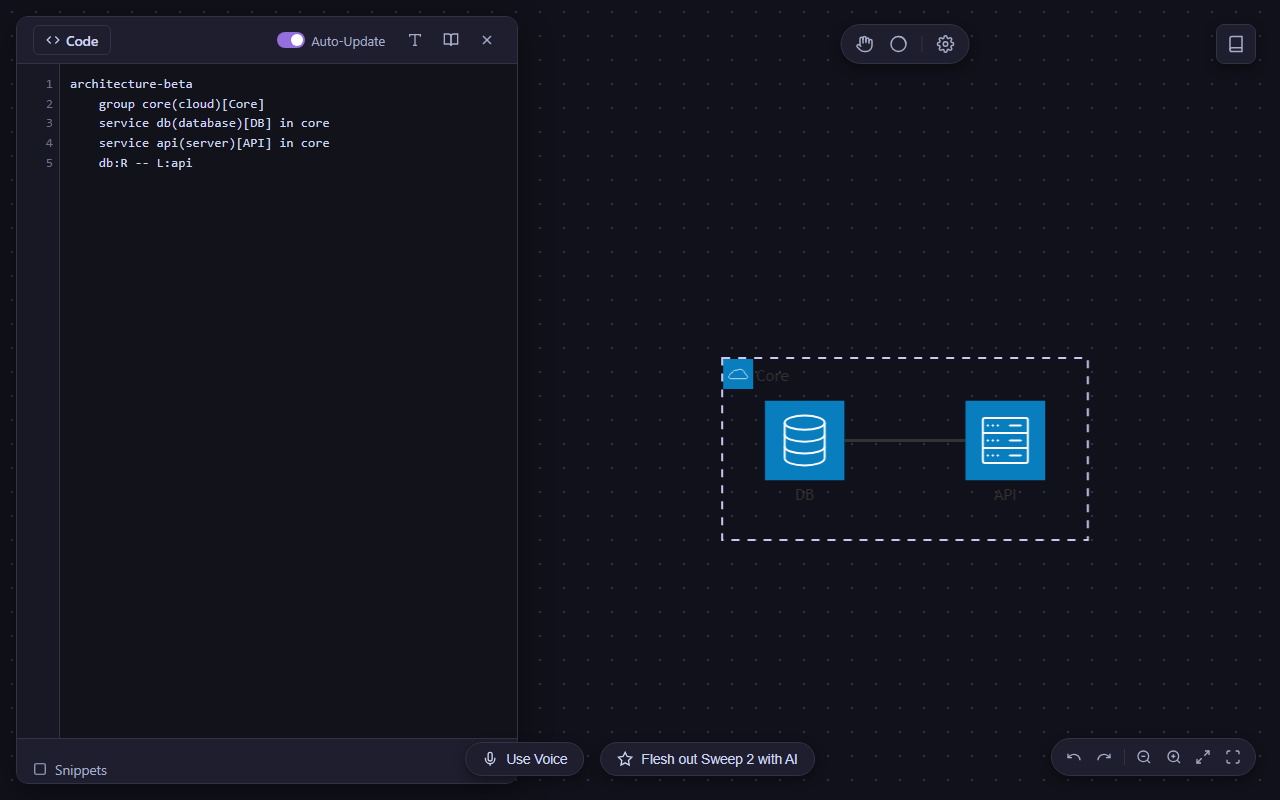 Code
Auto-Update
1 architecture-beta
2 group core(cloud)[Core]
3 service db(database)[DB] in core
4 service api(server)[API] in core
5 db:R -- L:api
Core
DB
API
Snippets
Use Voice
Flesh out Sweep 2 with AI